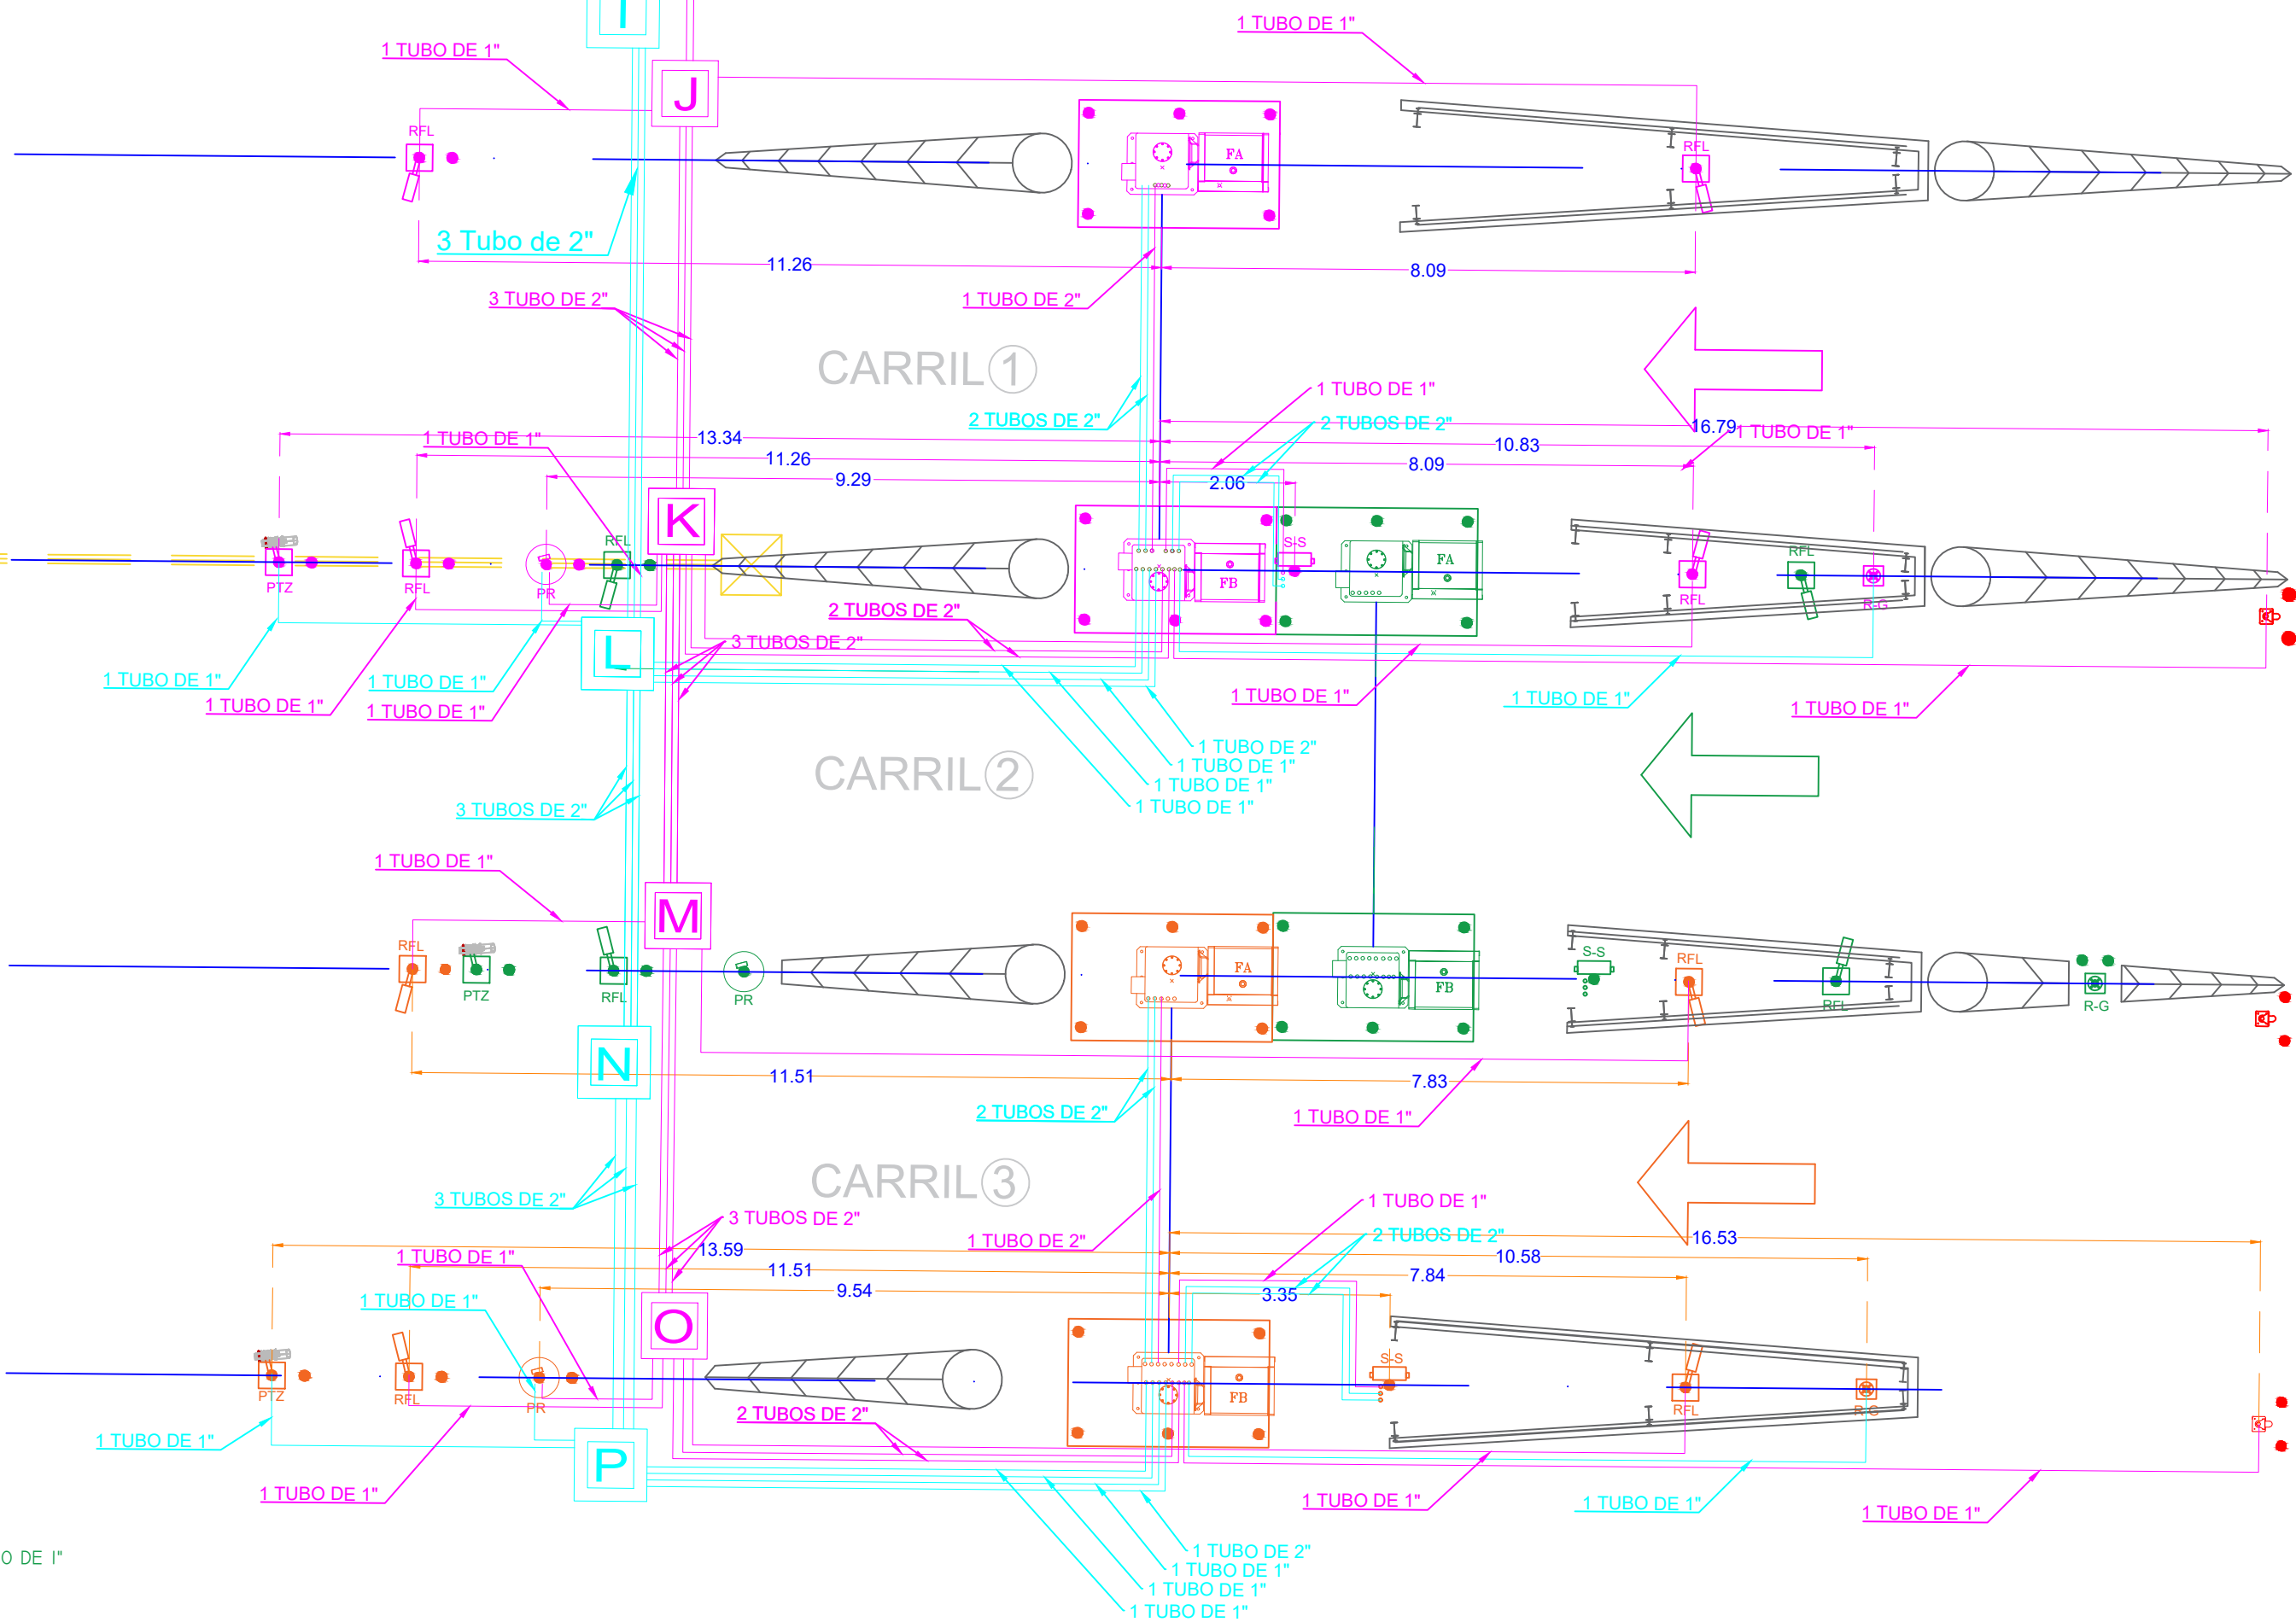 I
1 TUBO DE 1"
1 TUBO DE 1"
J
RFL
FA
RFL
3 Tubo de 2"
11.26
8.09
3 TUBO DE 2"
1 TUBO DE 2"
CARRIL 1
1 TUBO DE 1"
2 TUBOS DE 2"
2 TUBOS DE 2"
1 TUBO DE 1"
13.34
16.79
1 TUBO DE 1"
10.83
11.26
8.09
9.29
2.06
K
RFL
S-S
FA
RFL
FB
PTZ
RFL
PR
RFL
R-G
2 TUBOS DE 2"
3 TUBOS DE 2"
L
1 TUBO DE 1"
1 TUBO DE 1"
1 TUBO DE 1"
1 TUBO DE 1"
1 TUBO DE 1"
1 TUBO DE 1"
1 TUBO DE 1"
1 TUBO DE 2"
1 TUBO DE 1"
1 TUBO DE 1"
1 TUBO DE 1"
CARRIL 2
3 TUBOS DE 2"
1 TUBO DE 1"
M
RFL
PTZ
RFL
PR
FA
FB
S-S
RFL
RFL
R-G
N
11.51
7.83
2 TUBOS DE 2"
1 TUBO DE 1"
CARRIL 3
3 TUBOS DE 2"
3 TUBOS DE 2"
1 TUBO DE 1"
2 TUBOS DE 2"
1 TUBO DE 2"
13.59
16.53
1 TUBO DE 1"
10.58
11.51
7.84
9.54
3.35
1 TUBO DE 1"
O
S-S
PTZ
RFL
PR
FB
RFL
R-G
2 TUBOS DE 2"
1 TUBO DE 1"
P
1 TUBO DE 1"
1 TUBO DE 1"
1 TUBO DE 1"
1 TUBO DE 1"
1 TUBO DE 2"
1 TUBO DE 1"
1 TUBO DE 1"
1 TUBO DE 1"
O DE 1"